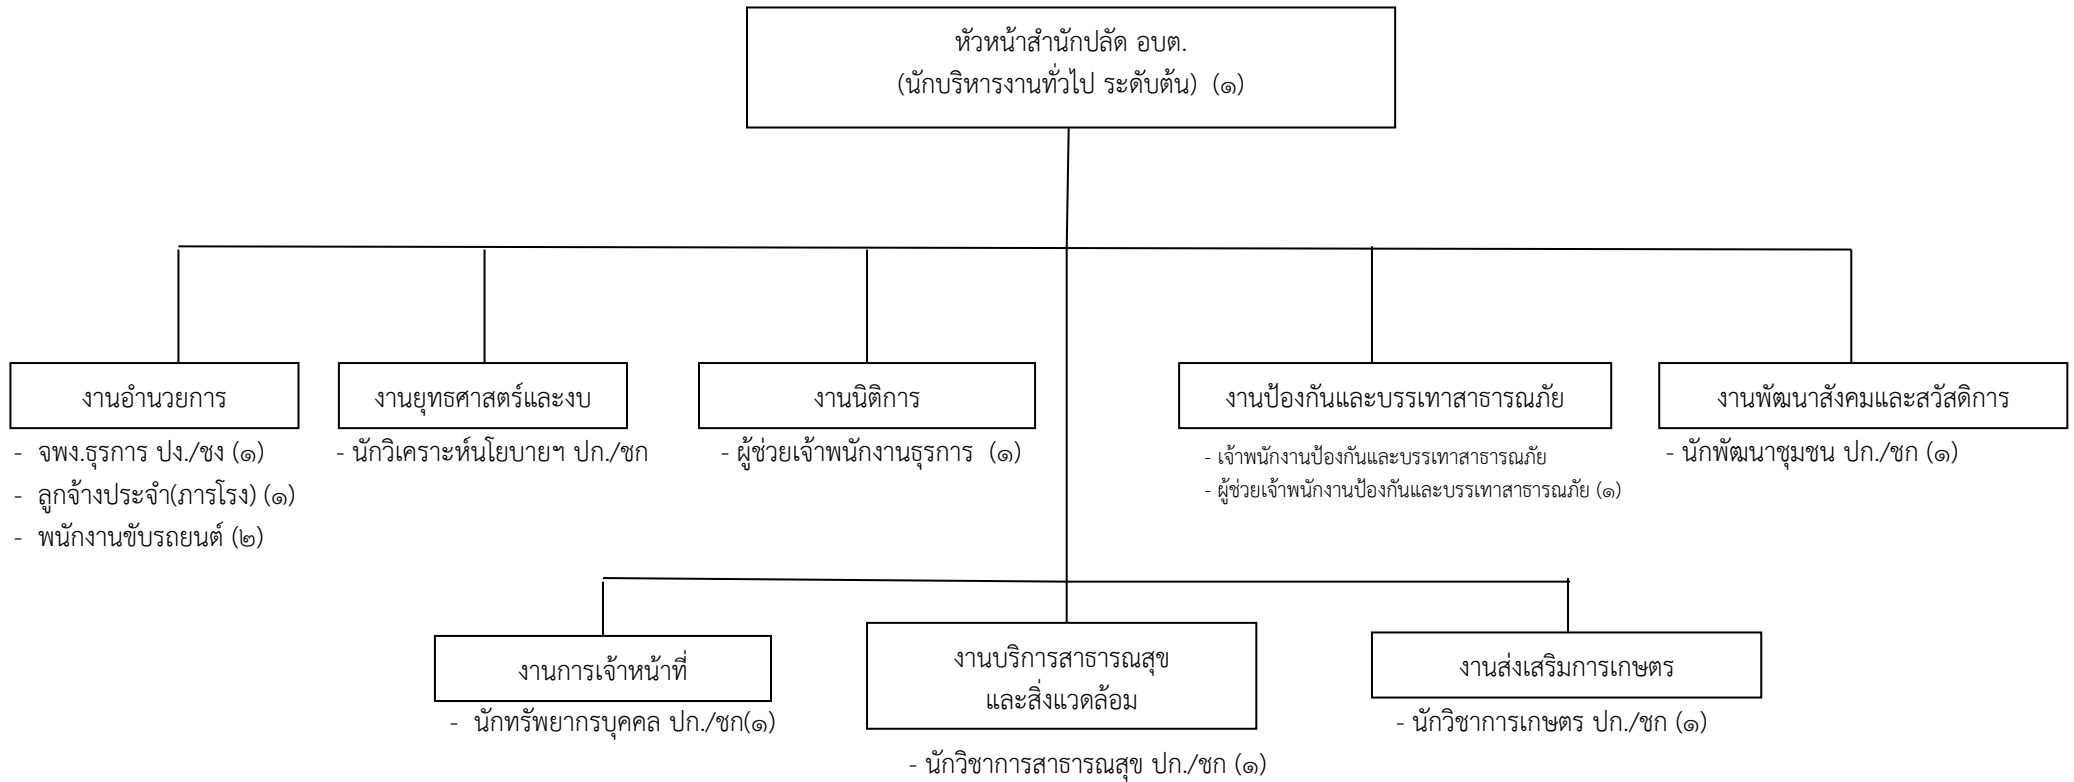 หัวหน้าสำนักปลัด อบต.
(นักบริหารงานทั่วไป ระดับต้น) (๑)
งานอำนวยการ
- จพง.ธุรการ ปง./ชง (๑)
- ลูกจ้างประจำ(ภารโรง) (๑)
- พนักงานขับรถยนต์ (๒)
งานยุทธศาสตร์และงบ
- นักวิเคราะห์นโยบายฯ ปก./ชก
งานนิติการ
- ผู้ช่วยเจ้าพนักงานธุรการ (๑)
งานป้องกันและบรรเทาสาธารณภัย
- เจ้าพนักงานป้องกันและบรรเทาสาธารณภัย
- ผู้ช่วยเจ้าพนักงานป้องกันและบรรเทาสาธารณภัย (๑)
งานพัฒนาสังคมและสวัสดิการ
- นักพัฒนาชุมชน ปก./ชก (๑)
งานการเจ้าหน้าที่
- นักทรัพยากรบุคคล ปก./ชก(๑)
งานบริการสาธารณสุข
และสิ่งแวดล้อม
- นักวิชาการสาธารณสุข ปก./ชก (๑)
งานส่งเสริมการเกษตร
- นักวิชาการเกษตร ปก./ชก (๑)